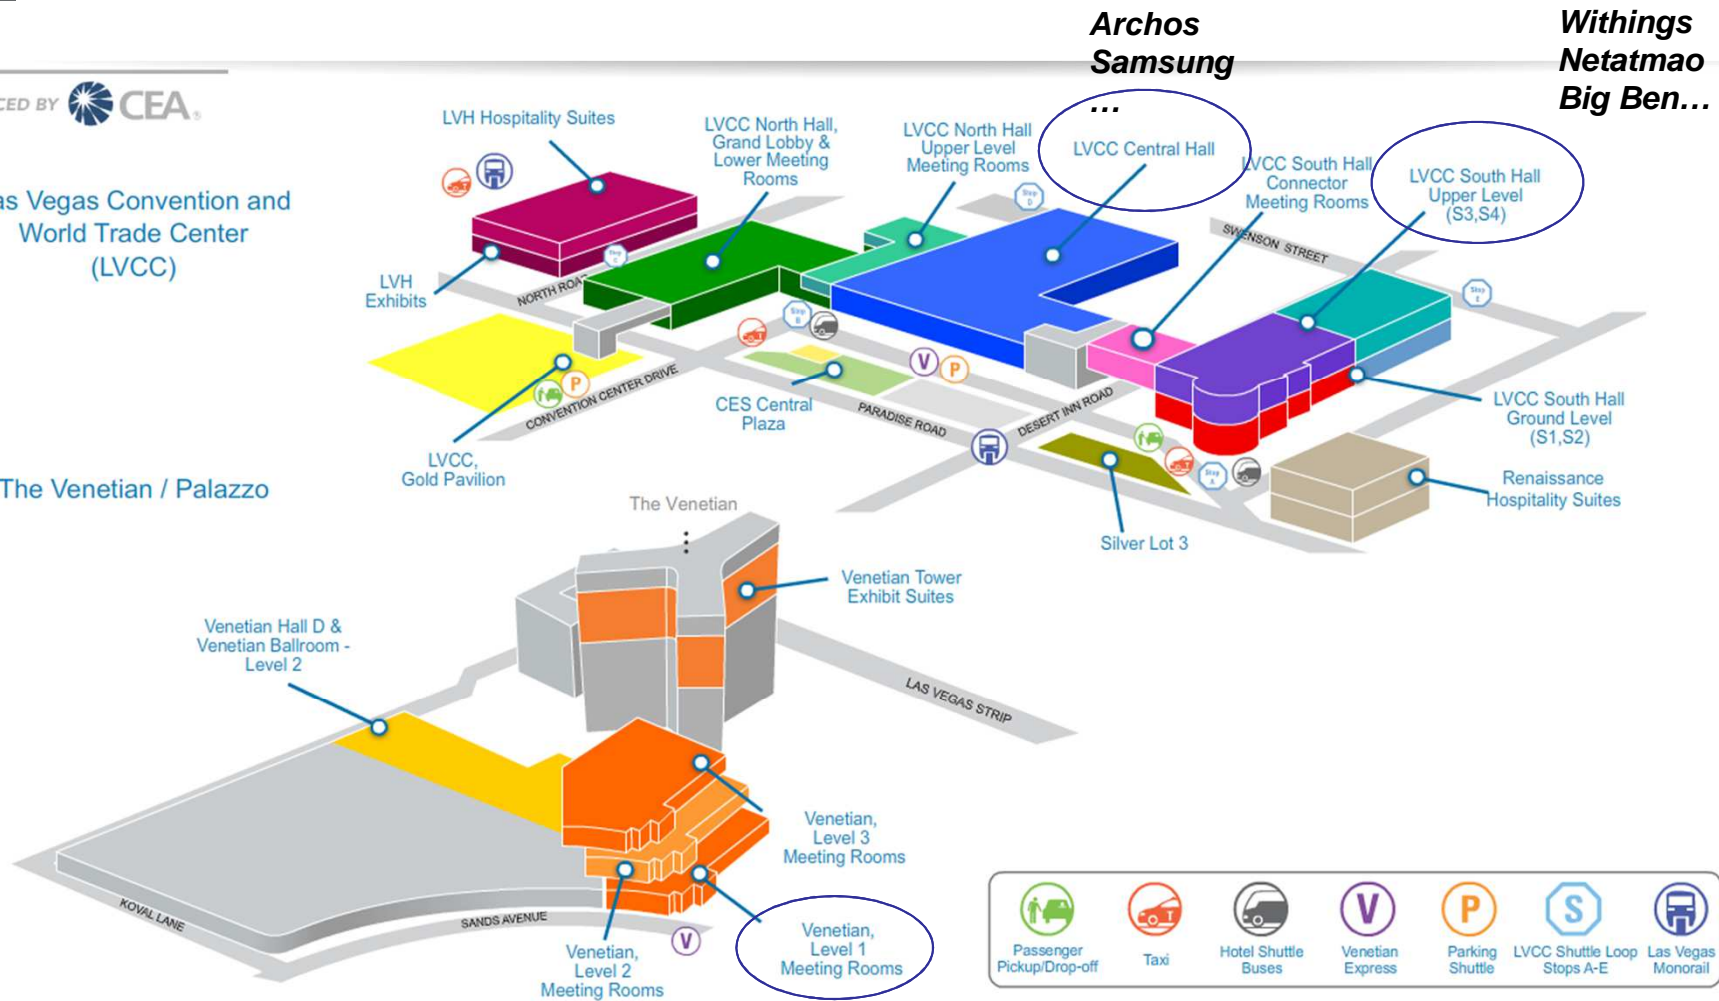 Archos
Samsung
…
Withings
Netatmao
Big Ben…
CED BY CEA
as Vegas Convention and
World Trade Center
(LVCC)
LVH Hospitality Suites
LVCC North Hall,
Grand Lobby &
Lower Meeting
Rooms
LVCC North Hall
Upper Level
Meeting Rooms
LVCC Central Hall
LVCC South Hall
Connector
Meeting Rooms
LVCC South Hall
Upper Level
(S3,S4)
Stop
D
SWENSON STREET
Stop
E
LVH
Exhibits
NORTH ROA
Stop
Stop
CONVENTION CENTER DRIVE
P
V
P
CES Central
Plaza
PARADISE ROAD
DESERT INN ROAD
LVCC South Hall
Ground Level
(S1,S2)
LVCC,
Gold Pavilion
Stop
A
Renaissance
Hospitality Suites
Silver Lot 3
The Venetian / Palazzo
The Venetian
Venetian Tower
Exhibit Suites
Venetian Hall D &
Venetian Ballroom -
Level 2
LAS VEGAS STRIP
Venetian,
Level 3
Meeting Rooms
KOVAL LANE
SANDS AVENUE
V
Venetian,
Level 2
Meeting Rooms
Venetian,
Level 1
Meeting Rooms
T
V
P
S
Passenger
Pickup/Drop-off
Taxi
Hotel Shuttle
Buses
Venetian
Express
Parking
Shuttle
LVCC Shuttle Loop
Stops A-E
Las Vegas
Monorail